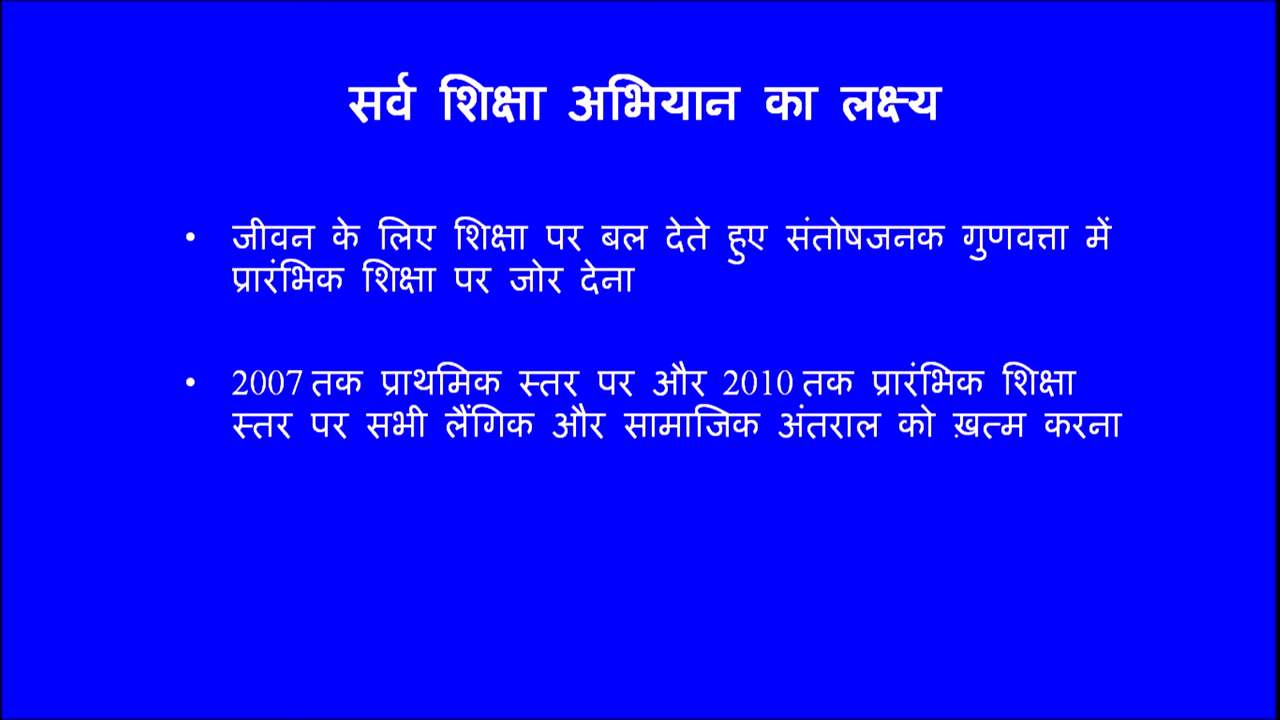 सर्व शिक्षा अभियान का लक्ष्य
• जीवन के लिए शिक्षा पर बल देते हुए संतोषजनक गुणवत्ता में
प्रारंभिक शिक्षा पर जोर देना
• 2007 तक प्राथमिक स्तर पर और 2010 तक प्रारंभिक शिक्षा
स्तर पर सभी लैंगिक और सामाजिक अंतराल को ख़त्म करना